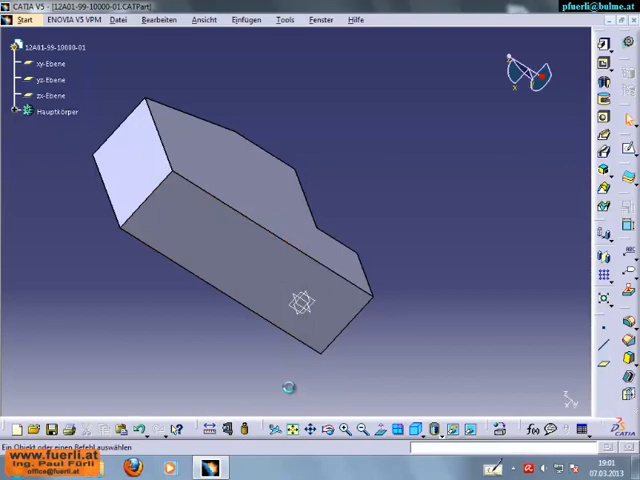 CATIA V5 - [12A01-99-10000-01.CATPart]
pfuerli@bulme.at
Start ENOVIA V5 VPM Datei Bearbeiten Ansicht Einfügen Tools Fenster Hilfe
12A01-99-10000-01
xy-Ebene
yz-Ebene
zx-Ebene
Hauptkörper
Ein Objekt oder einen Befehl auswählen
www.fuerli.at
Ing. Paul Fürli
office@fuerli.at
19:01
07.03.2013